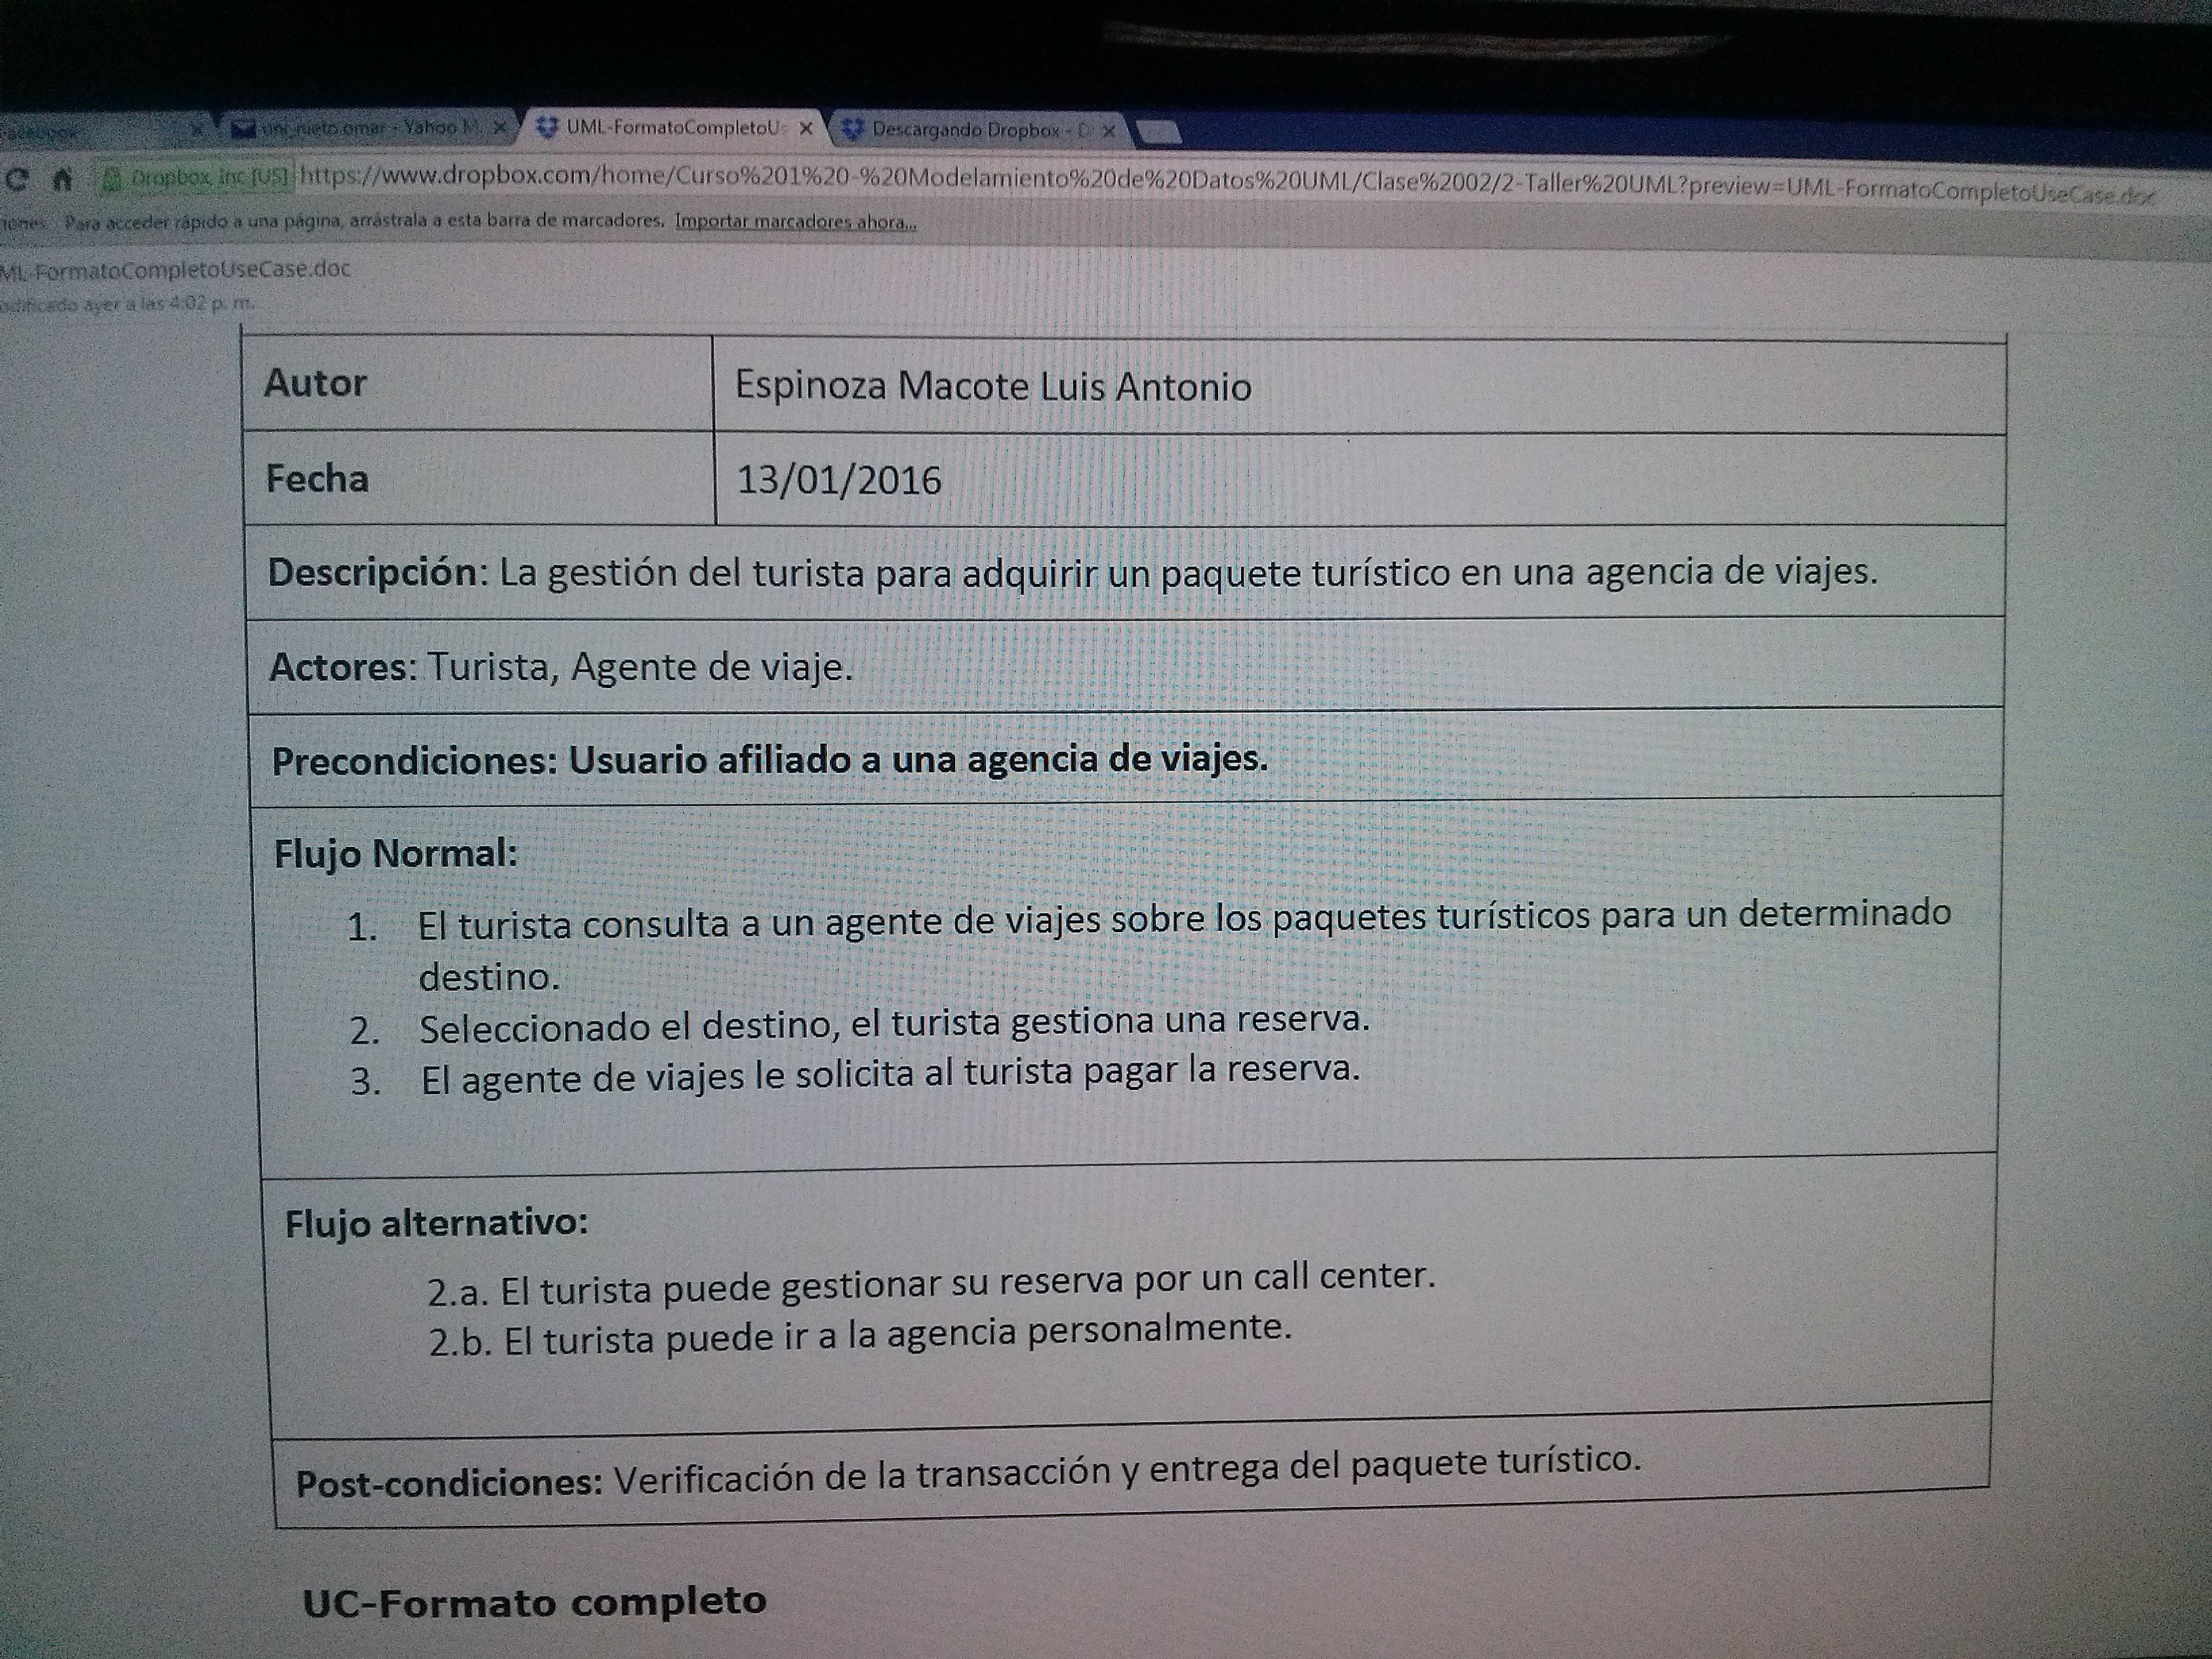 uni_nieto.omar - Yahoo M
UML-FormatoCompletoUs
Descargando Dropbox - D
Dropbox, Inc [US] https://www.dropbox.com/home/Curso%201%20-%20Modelamiento%20de%20Datos%20UML/Clase%2002/2-Taller%20UML?preview=UML-FormatoCompletoUseCase.doc
iones. Para acceder rápido a una página, arrástrala a esta barra de marcadores. Importar marcadores ahora...
ML-FormatoCompletoUseCase.doc
odificado ayer a las 4:02 p. m.
Autor Espinoza Macote Luis Antonio
Fecha 13/01/2016
Descripción: La gestión del turista para adquirir un paquete turístico en una agencia de viajes.
Actores: Turista, Agente de viaje.
Precondiciones: Usuario afiliado a una agencia de viajes.
Flujo Normal:
1. El turista consulta a un agente de viajes sobre los paquetes turísticos para un determinado
destino.
2. Seleccionado el destino, el turista gestiona una reserva.
3. El agente de viajes le solicita al turista pagar la reserva.
Flujo alternativo:
2.a. El turista puede gestionar su reserva por un call center.
2.b. El turista puede ir a la agencia personalmente.
Post-condiciones: Verificación de la transacción y entrega del paquete turístico.
UC-Formato completo